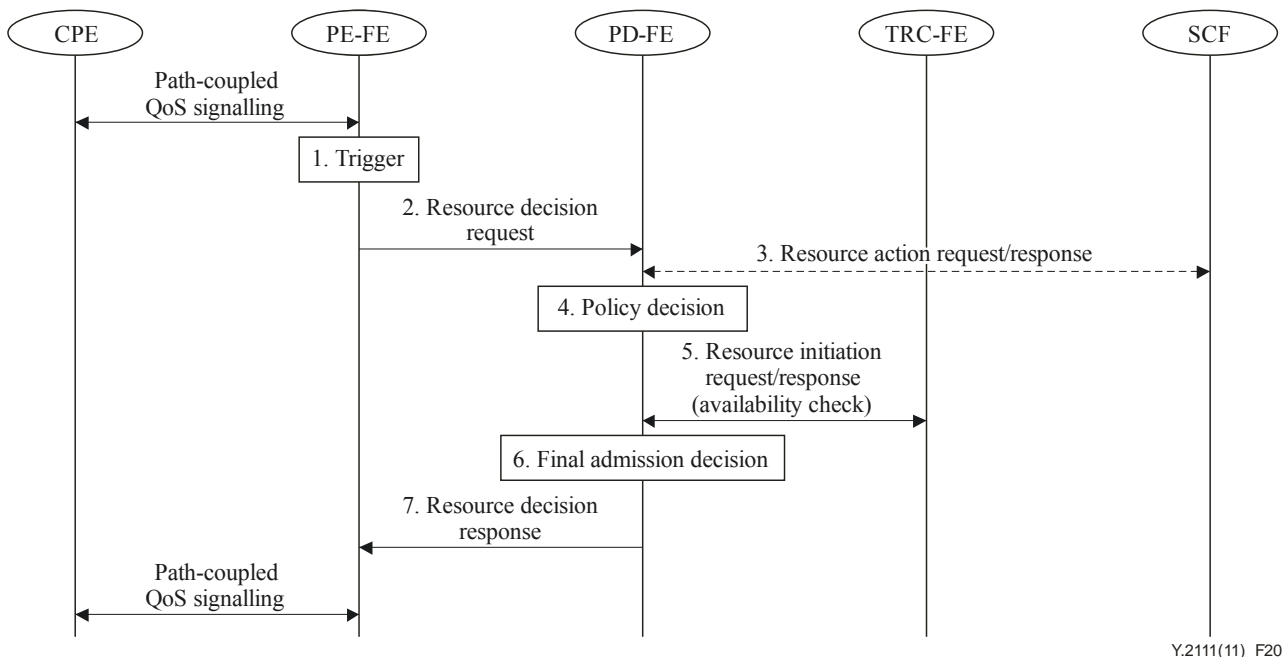 CPE
PE-FE
PD-FE
TRC-FE
SCF
Path-coupled
QoS signalling
1. Trigger
2. Resource decision
request
3. Resource action request/response
4. Policy decision
5. Resource initiation
request/response
(availability check)
6. Final admission decision
7. Resource decision
response
Path-coupled
QoS signalling
Y.2111(11)_F20